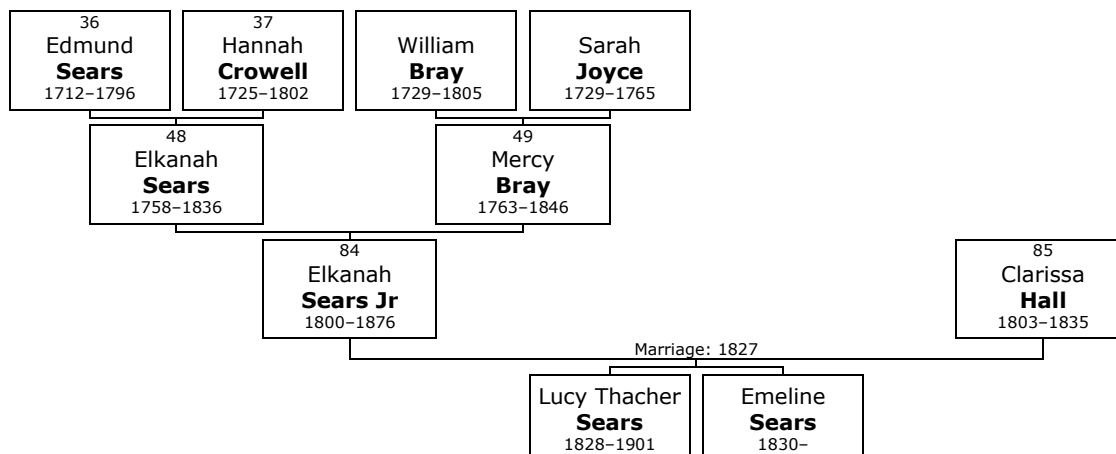 36
Edmund
Sears
1712–1796
37
Hannah
Crowell
1725–1802
William
Bray
1729–1805
Sarah
Joyce
1729–1765
48
Elkanah
Sears
1758–1836
49
Mercy
Bray
1763–1846
84
Elkanah
Sears Jr
1800–1876
85
Clarissa
Hall
1803–1835
Marriage: 1827
Lucy Thacher
Sears
1828–1901
Emeline
Sears
1830–